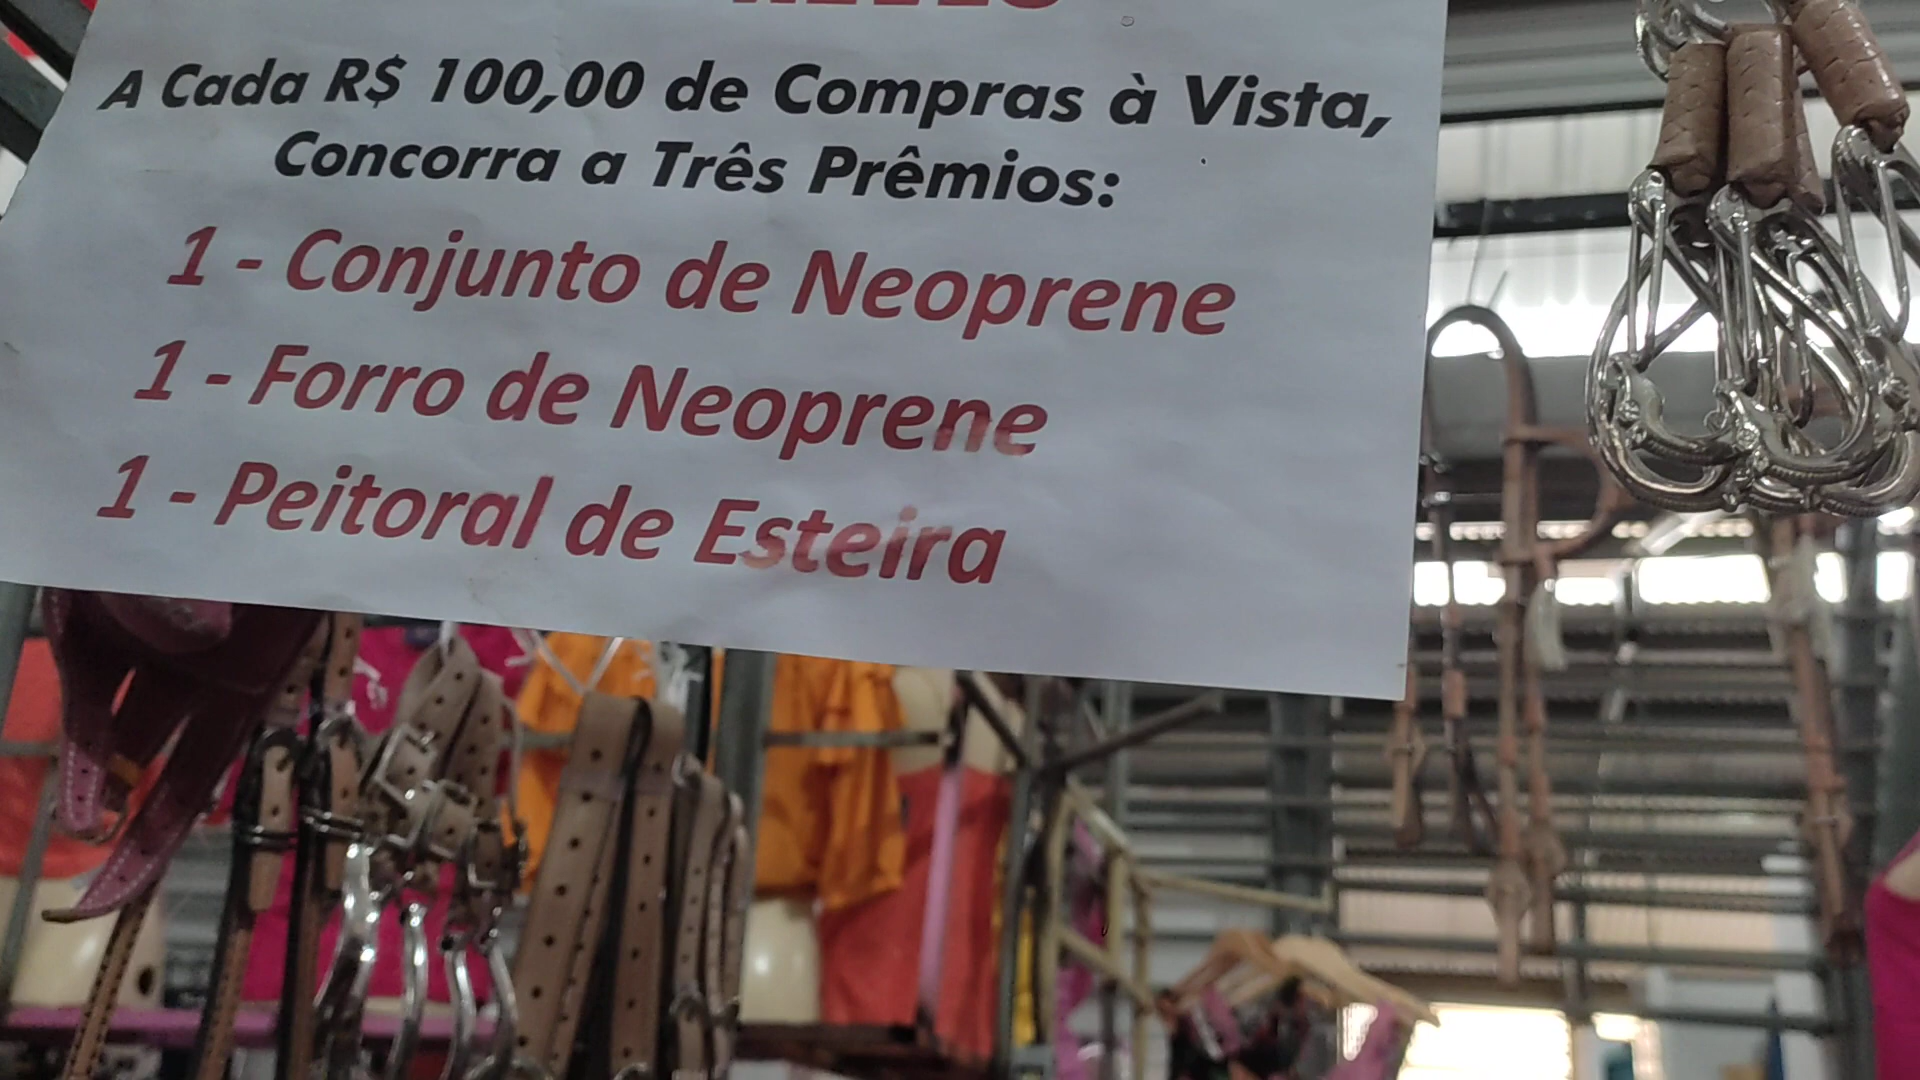 A Cada R$ 100,00 de Compras à Vista,
Concorra a Três Prêmios:
1 - Conjunto de Neoprene
1 - Forro de Neoprene
1 - Peitoral de Esteira